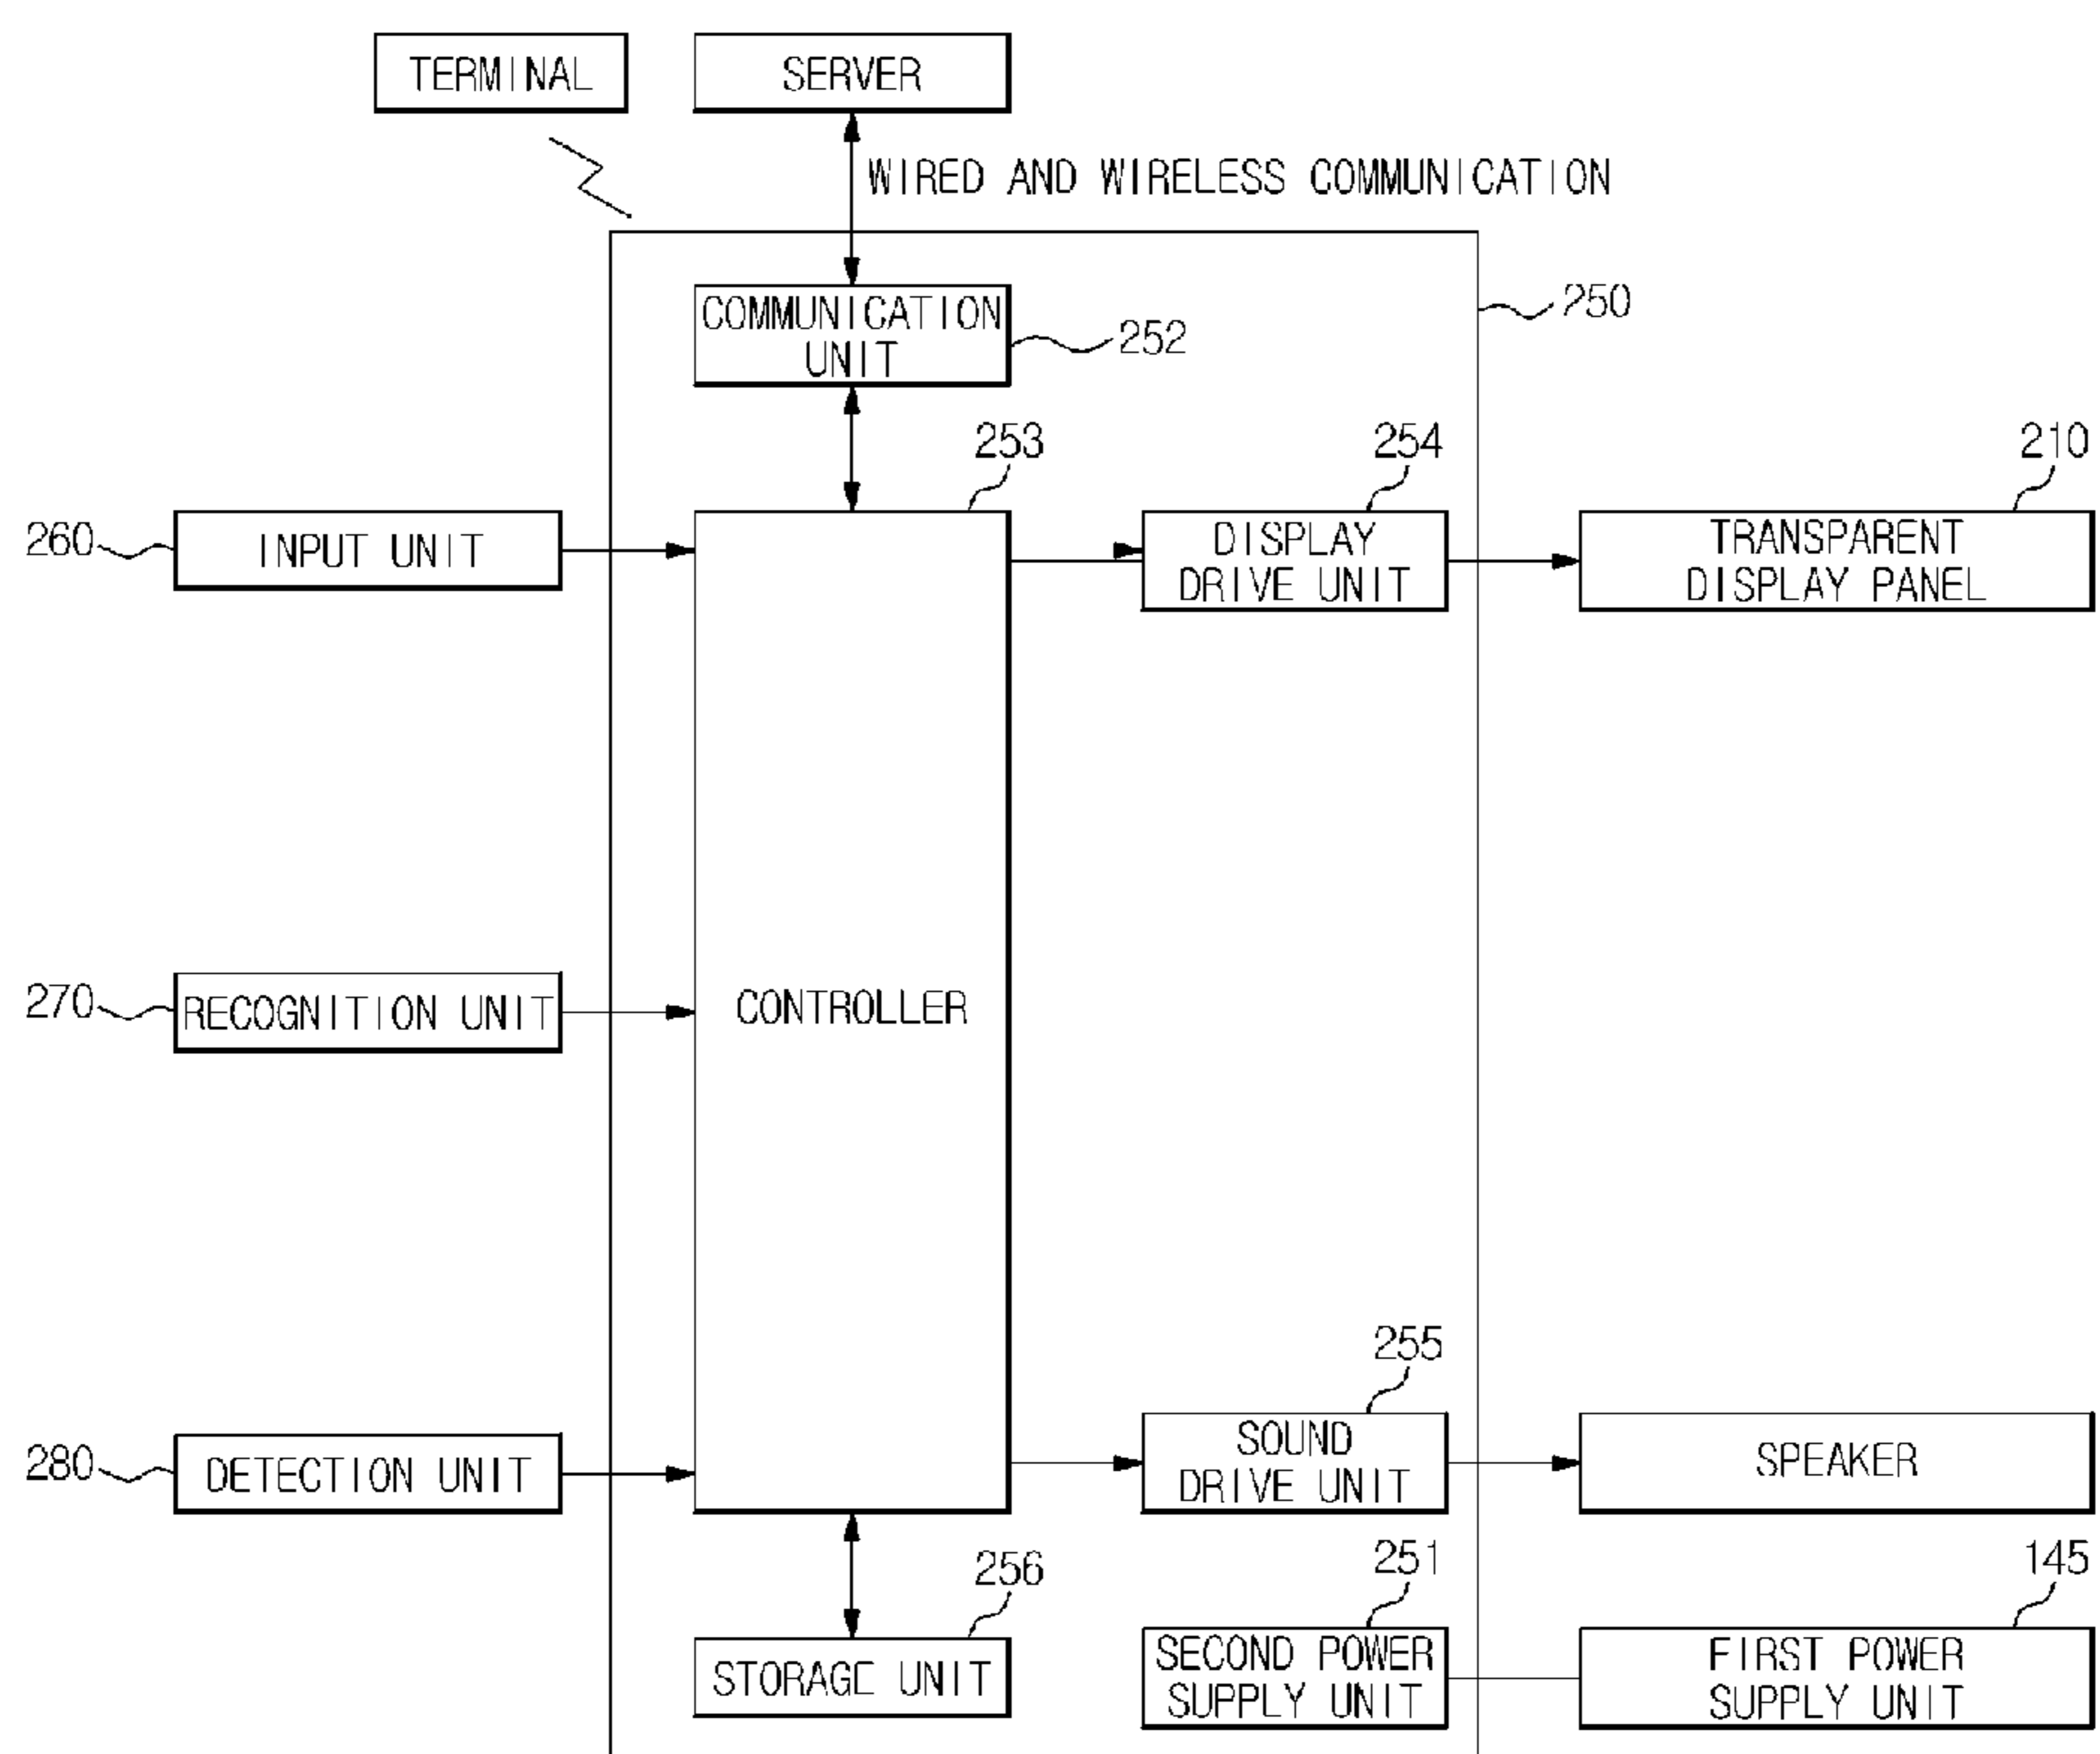 TERMINAL
SERVER
WIRED AND WIRELESS COMMUNICATION
250
COMMUNICATION
UNIT
252
253
254
210
260
INPUT UNIT
DISPLAY
DRIVE UNIT
TRANSPARENT
DISPLAY PANEL
270
RECOGNITION UNIT
CONTROLLER
255
280
DETECTION UNIT
SOUND
DRIVE UNIT
SPEAKER
256
251
145
STORAGE UNIT
SECOND POWER
SUPPLY UNIT
FIRST POWER
SUPPLY UNIT